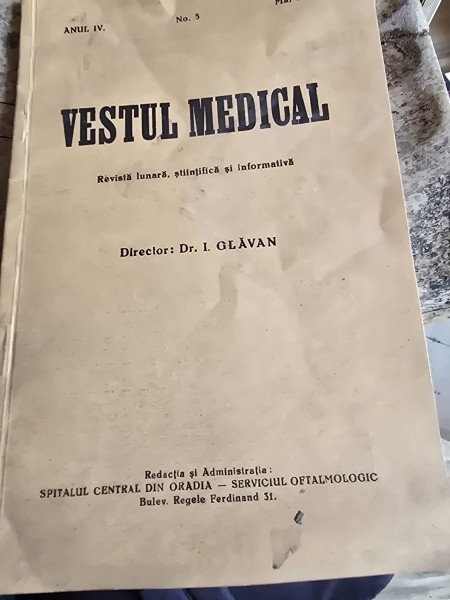 ANUL IV.
No. 5
VESTUL MEDICAL
Revistă lunară, științifică și informativă
Director: Dr. I. GLĂVAN
Redacția și Administrația:
SPITALUL CENTRAL DIN ORADIA — SERVICIUL OFTALMOLOGIC
Bulev. Regele Ferdinand 31.